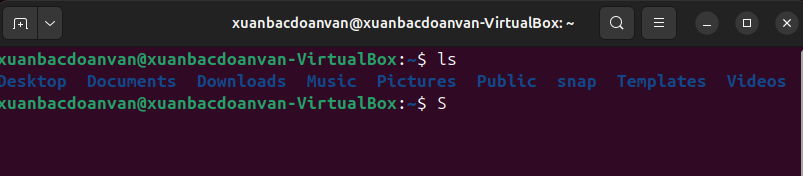 xuanbacdoanvan@xuanbacdoanvan-VirtualBox: ~
xuanbacdoanvan@xuanbacdoanvan-VirtualBox:~$ ls
Desktop Documents Downloads Music Pictures Public snap Templates Videos
xuanbacdoanvan@xuanbacdoanvan-VirtualBox:~$ S